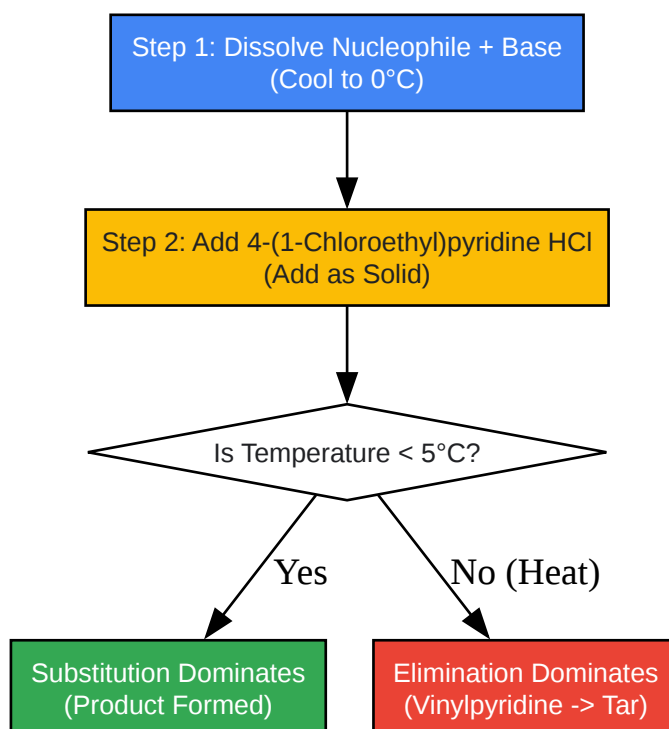 Step 1: Dissolve Nucleophile + Base
(Cool to 0°C)
Step 2: Add 4-(1-Chloroethyl)pyridine HCl
(Add as Solid)
Is Temperature < 5°C?
Yes
No (Heat)
Substitution Dominates
(Product Formed)
Elimination Dominates
(Vinylpyridine -> Tar)